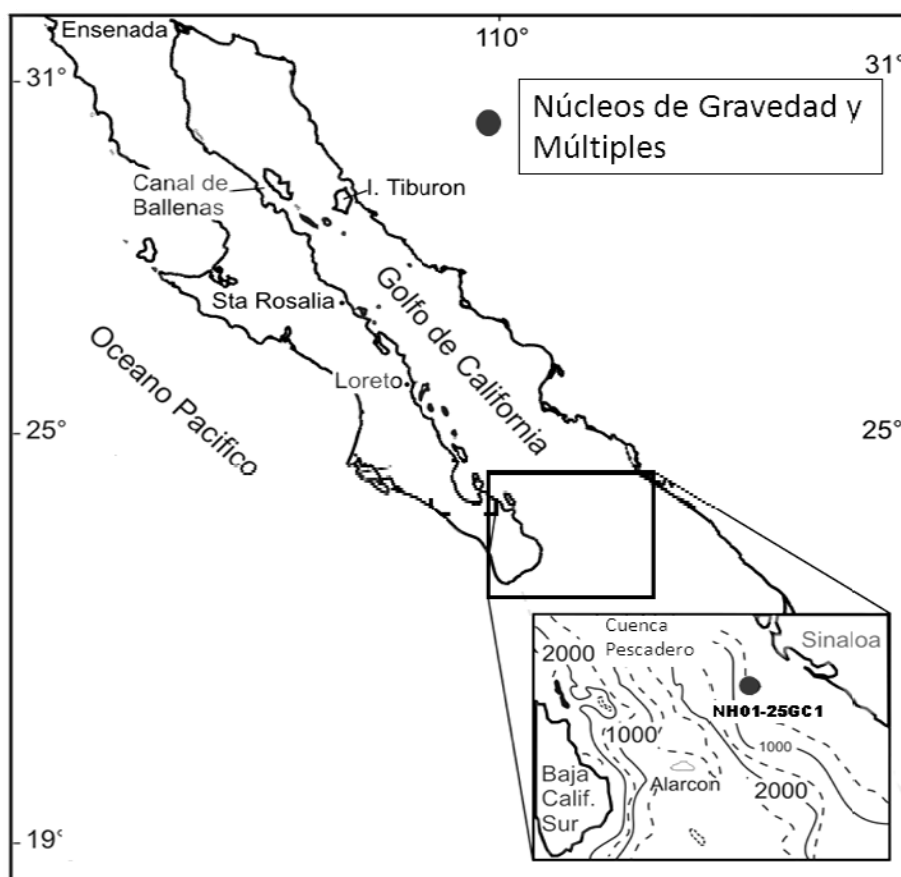 Ensenada
110°
31°
31°
Núcleos de Gravedad y
Múltiples
Canal de
Ballenas
I. Tiburon
Golfo de California
Sta Rosalia
Oceano Pacifico
Loreto
25°
25°
Cuenca
Pescadero
Sinaloa
2000
NH01-25GC1
1000
1000
Baja
Calif.
Sur
Alarcon
2000
19°